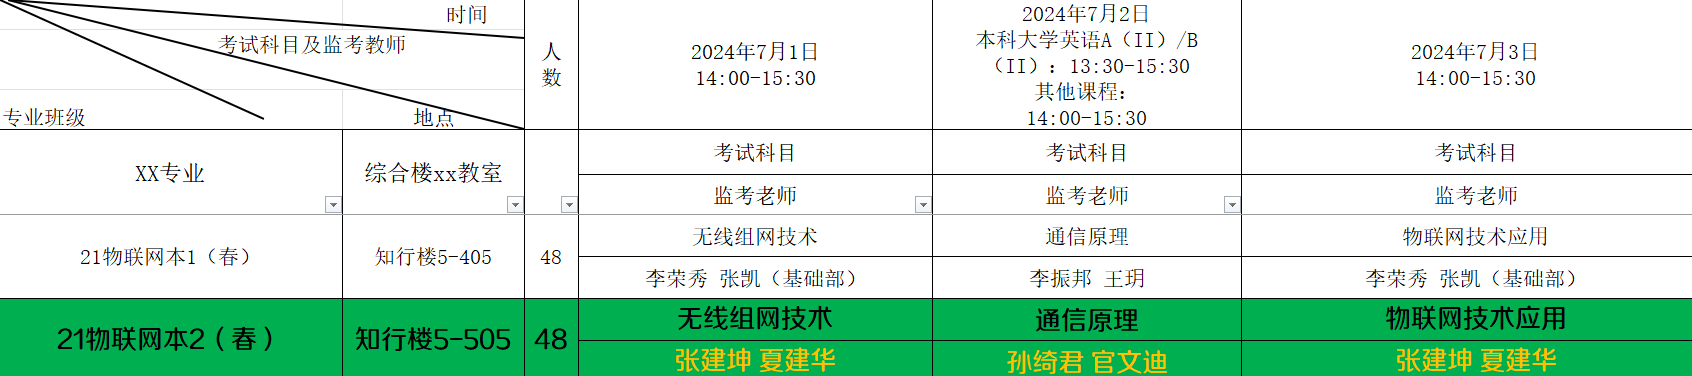 时间
考试科目及监考教师
专业班级
地点
人
数
2024年7月1日
14:00-15:30
2024年7月2日
本科大学英语A（II）/B
（II）：13:30-15:30
其他课程：
14:00-15:30
2024年7月3日
14:00-15:30
XX专业
综合楼xx教室
考试科目
考试科目
考试科目
监考老师
监考老师
监考老师
21物联网本1（春）
知行楼5-405
48
无线组网技术
通信原理
物联网技术应用
李荣秀 张凯（基础部）
李振邦 王玥
李荣秀 张凯（基础部）
21物联网本2（春）
知行楼5-505
48
无线组网技术
通信原理
物联网技术应用
张建坤 夏建华
孙绮君 官文迪
张建坤 夏建华